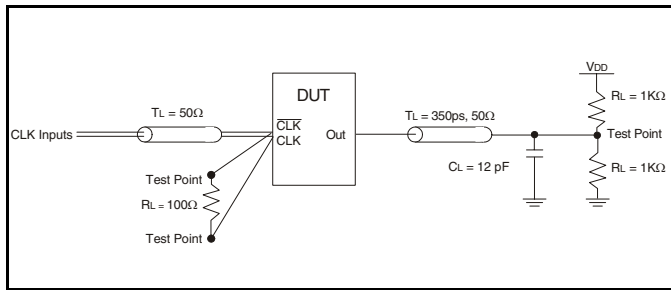 VDD
DUT
TL = 50Ω
TL = 350ps, 50Ω
RL = 1KΩ
CLK Inputs
CLK
CLK
Out
Test Point
CL = 12 pF
RL = 1KΩ
Test Point
RL = 100Ω
Test Point